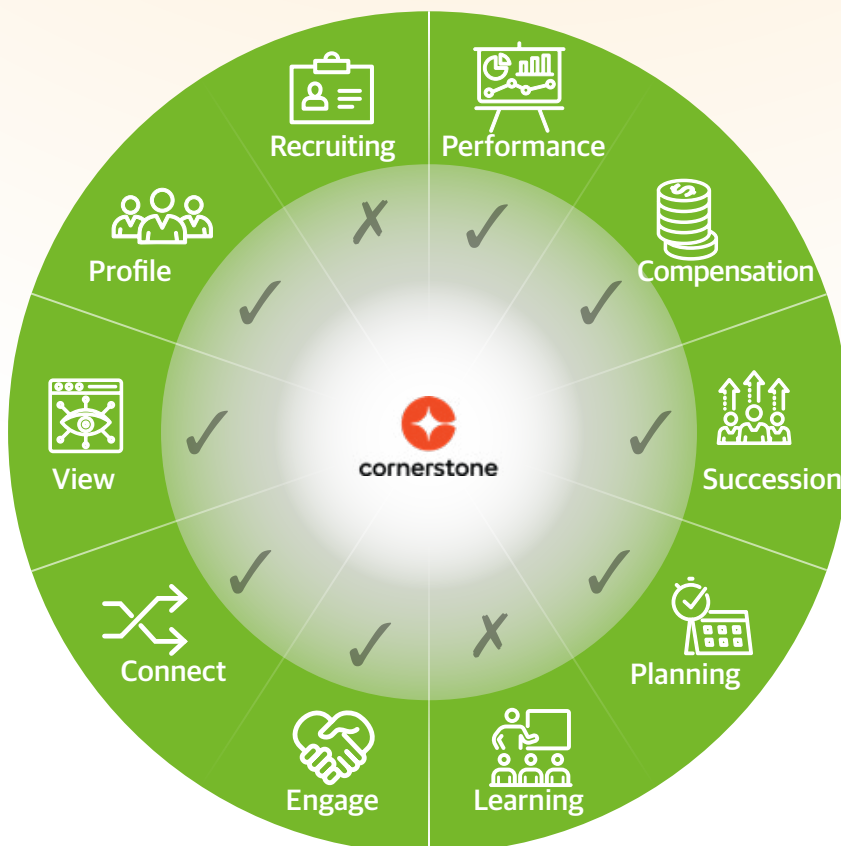 Recruiting
Performance
✗
✓
Profile
Compensation
✓
✓
View
cornerstone
Succession
✓
✓
Connect
Planning
✓
✓
✓
✗
Engage
Learning